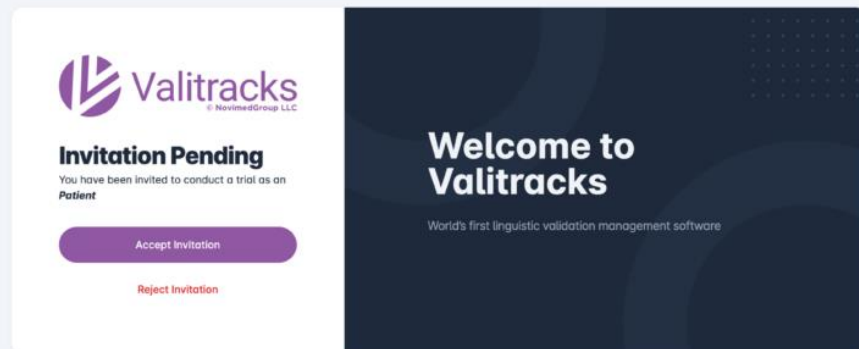 Valitracks
© NovimedGroup LLC
Invitation Pending
You have been invited to conduct a trial as an
Patient
Accept Invitation
Reject Invitation
Welcome to
Valitracks
World's first linguistic validation management software